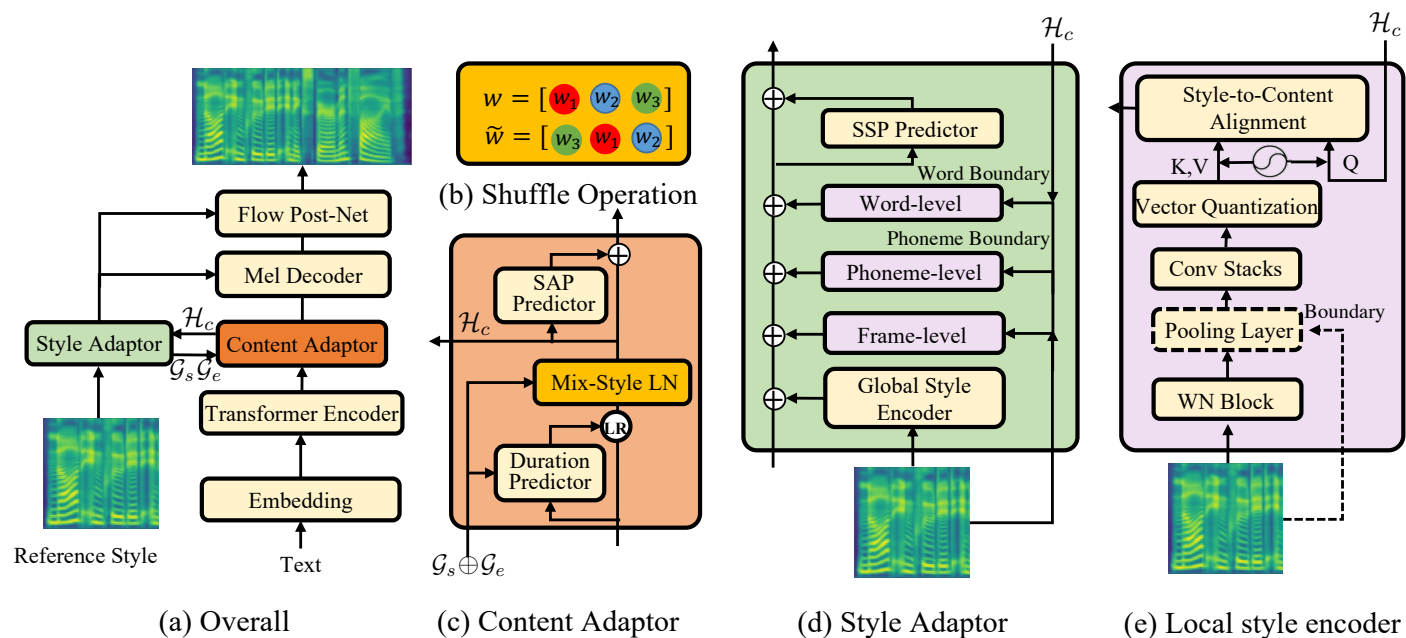 Flow Post-Net
Mel Decoder
ℋc
Style Adaptor
Content Adaptor
𝒢s 𝒢e
Transformer Encoder
Embedding
Reference Style
Text
(a) Overall
w = [ w1 w2 w3 ]
w̃ = [ w3 w1 w2 ]
(b) Shuffle Operation
SAP
Predictor
ℋc
Mix-Style LN
LR
Duration
Predictor
𝒢s ⊕ 𝒢e
(c) Content Adaptor
ℋc
SSP Predictor
Word Boundary
Word-level
Phoneme Boundary
Phoneme-level
Frame-level
Global Style
Encoder
(d) Style Adaptor
ℋc
Style-to-Content
Alignment
K,V
Q
Vector Quantization
Conv Stacks
Boundary
Pooling Layer
WN Block
(e) Local style encoder